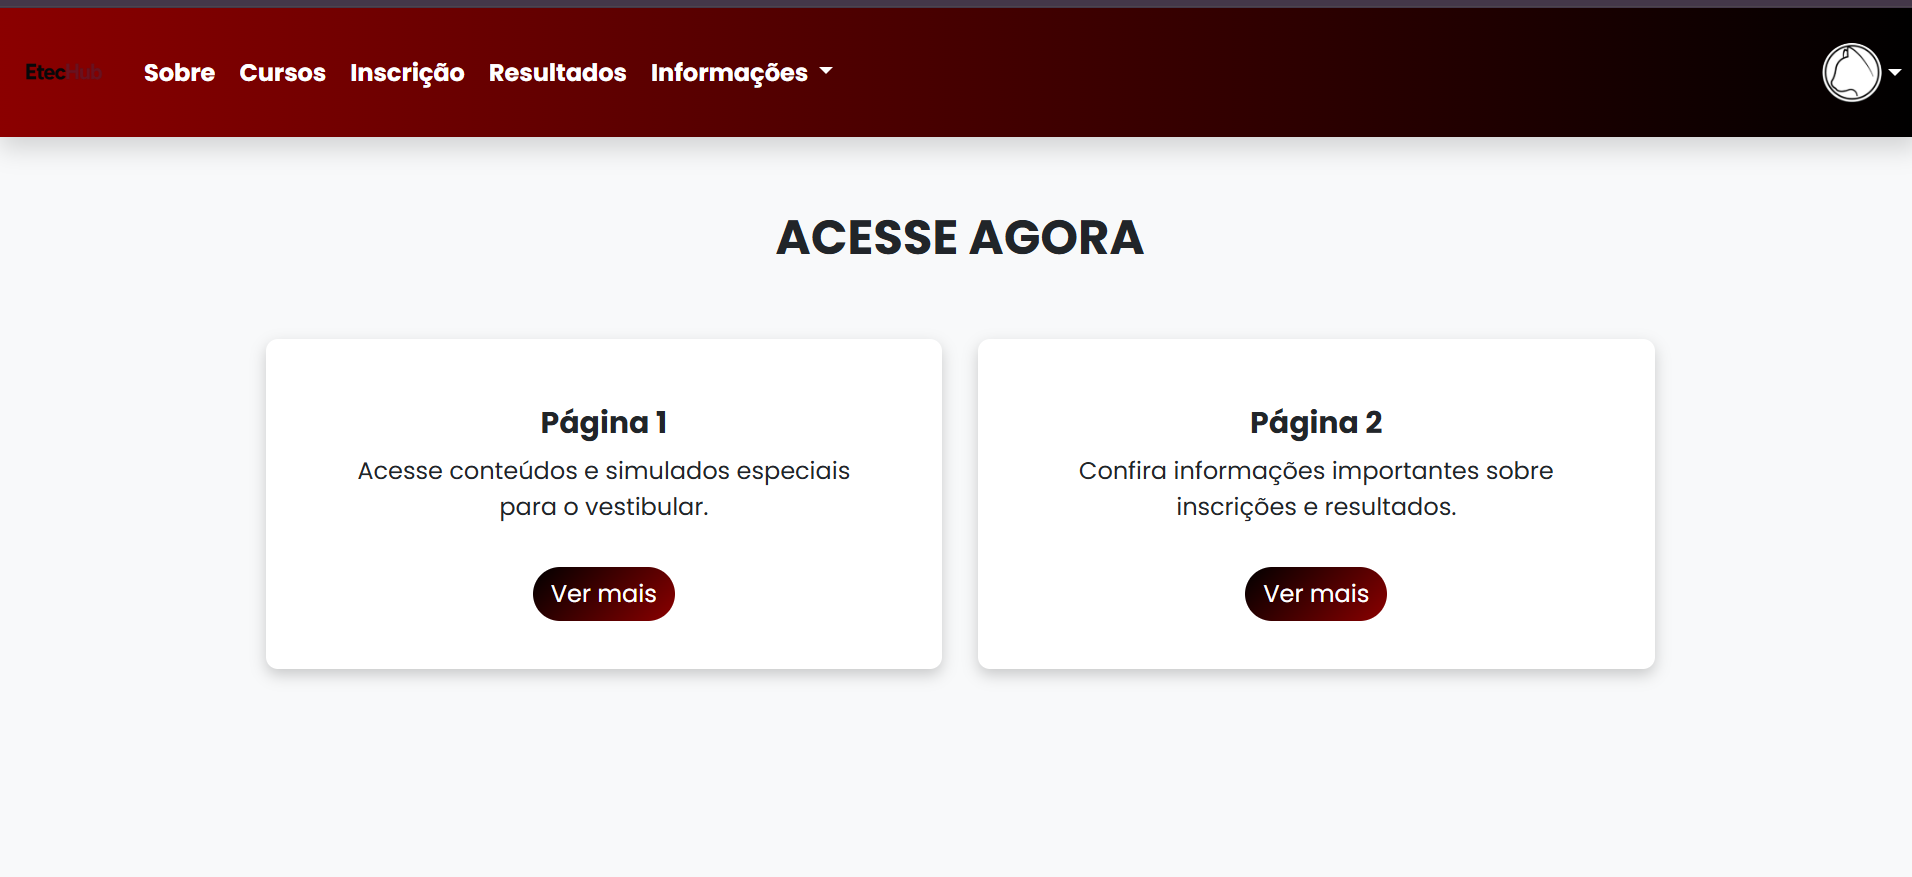 EtecHub
Sobre Cursos Inscrição Resultados Informações
ACESSE AGORA
Página 1
Acesse conteúdos e simulados especiais
para o vestibular.
Ver mais
Página 2
Confira informações importantes sobre
inscrições e resultados.
Ver mais